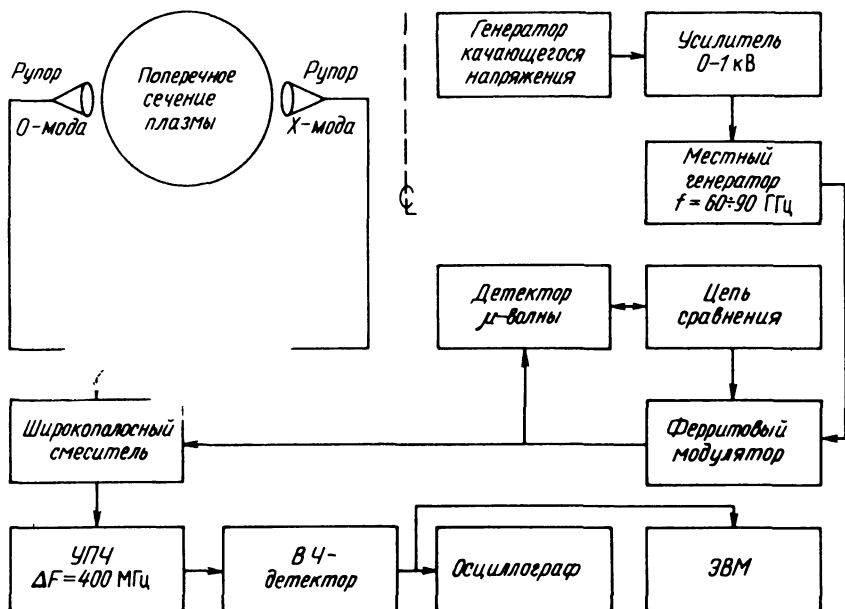 Рупор
О-мода
Поперечное
сечение
плазмы
Рупор
Х-мода
Генератор
качающегося
напряжения
Усилитель
0-1 кВ
Местный
генератор
f = 60÷90 ГГц
Детектор
μ-волны
Цепь
сравнения
Широкопалосный
смеситель
Ферритовый
модулятор
УПЧ
ΔF = 400 МГц
ВЧ-
детектор
Осциллограф
ЭВМ